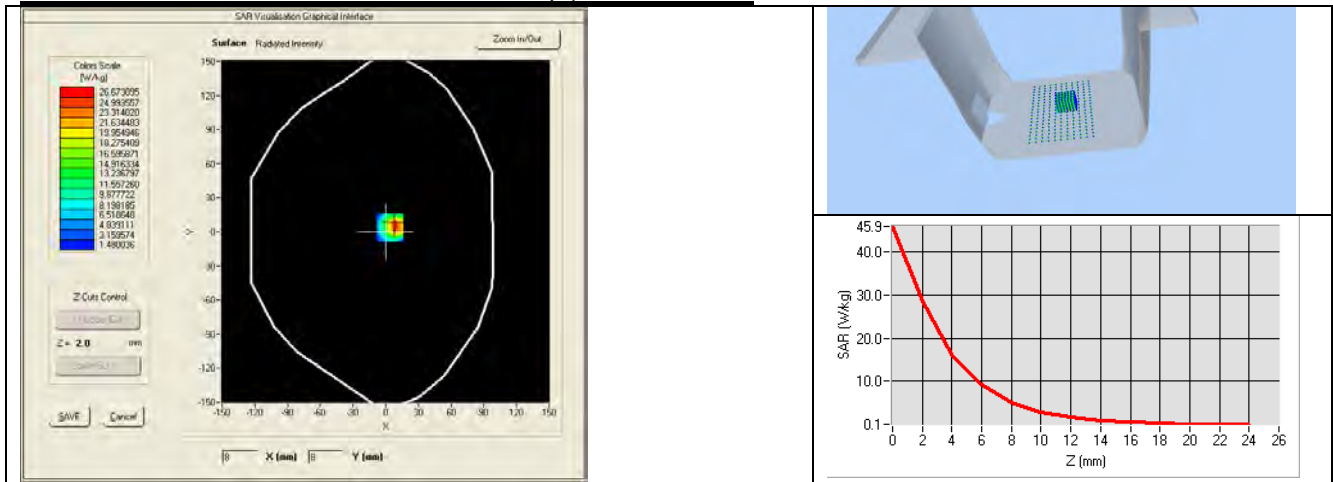 SAR Visualisation Graphical Interface
Surface Radiated Intensity
Zoom In/Out
Colors Scale
[W/kg]
26.673095
24.993557
23.314020
21.634483
19.954946
18.275409
16.595871
14.916334
13.236797
11.557260
9.877722
8.198185
6.518648
4.839111
3.159574
1.480036
150-
120-
90-
60-
30-
0-
-30-
-60-
-90-
-120-
-150-
Y
-150 -120 -90 -60 -30 0 30 60 90 120 150
X
Z Cuts Control
Z = 2.0 mm
SAVE Cancel
8 X (mm) 8 Y (mm)
45.9-
40.0-
30.0-
20.0-
10.0-
0.1-
SAR (W/kg)
0 2 4 6 8 10 12 14 16 18 20 22 24 26
Z (mm)